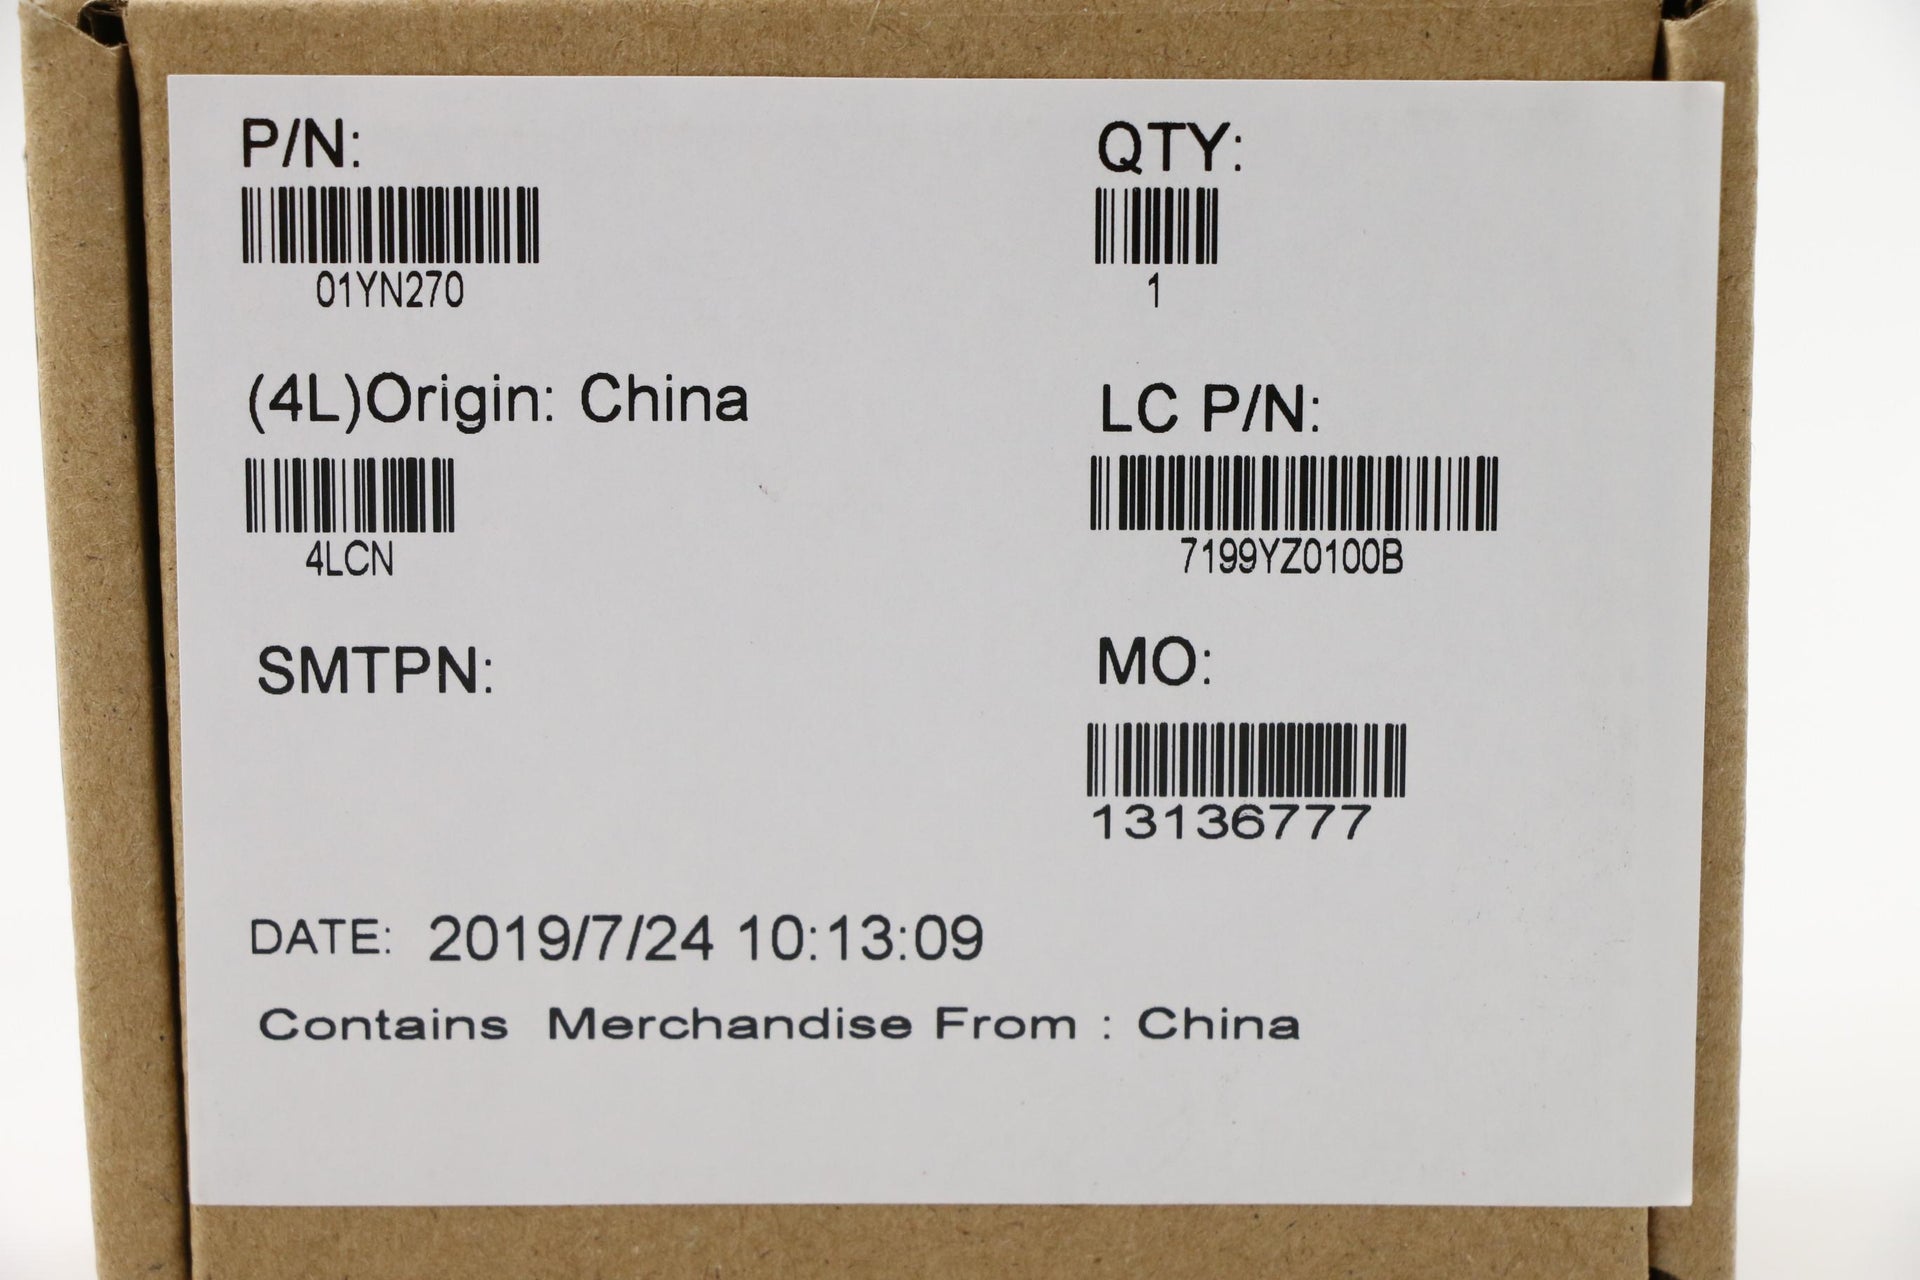 P/N:
01YN270
QTY:
1
(4L)Origin: China
4LCN
LC P/N:
7199YZ0100B
SMTPN:
MO:
13136777
DATE: 2019/7/24 10:13:09
Contains Merchandise From : China